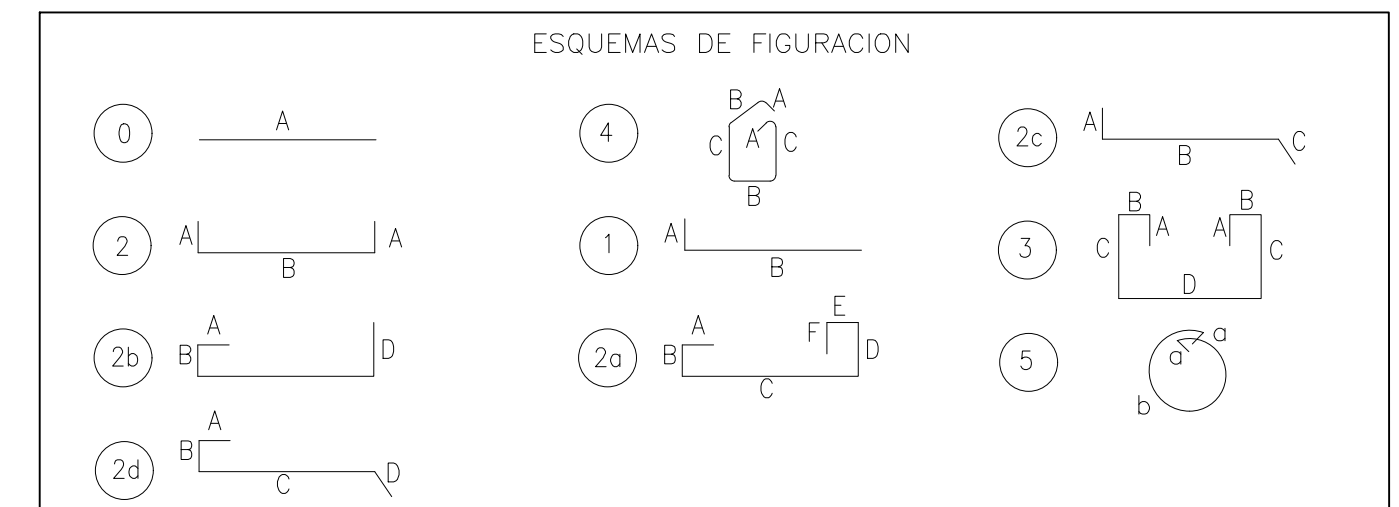 ESQUEMAS DE FIGURACION
0 A
4 B A C A C B
2c A B C
2 A B A
1 A B
3 B B A A C C D
2b A B D
2a A B C D E F
5 a a b
2d A B C D